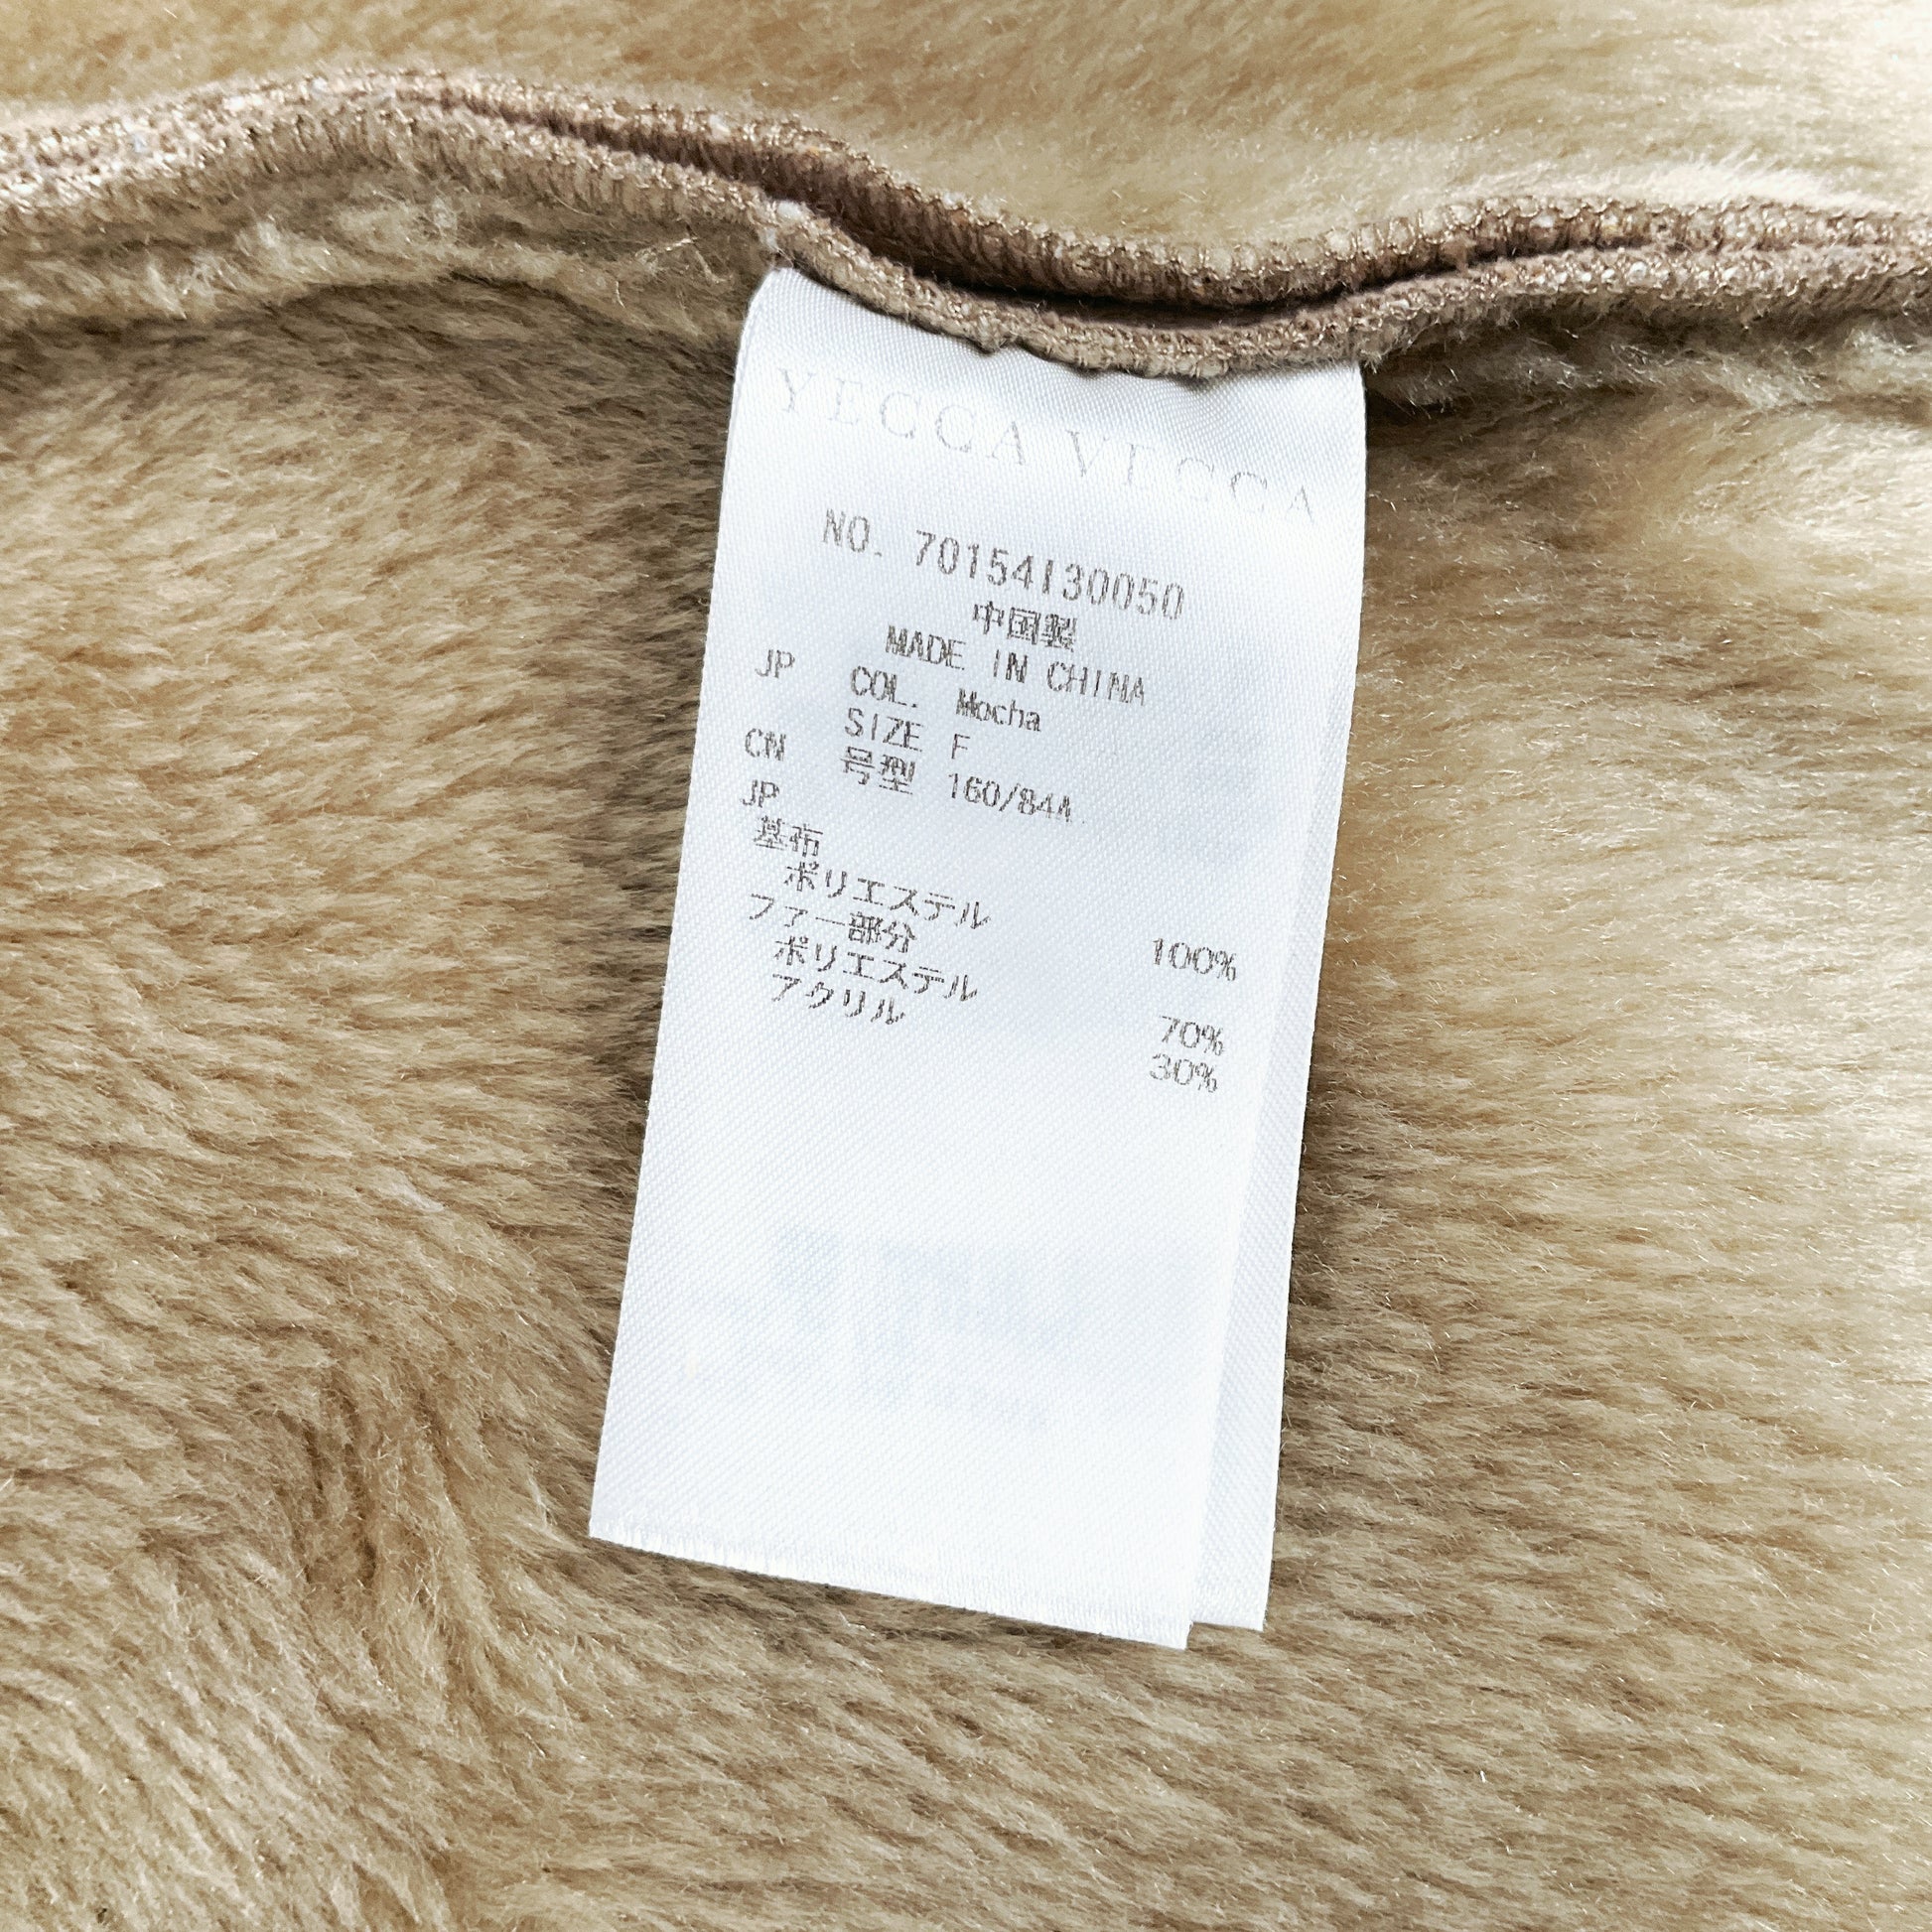 YECCA VECCA
NO. 70154130050
中国製
MADE IN CHINA
JP COL. Mocha
SIZE F
CN 号型 160/84A
JP
基布
ポリエステル 100%
ファー部分
ポリエステル 70%
アクリル 30%